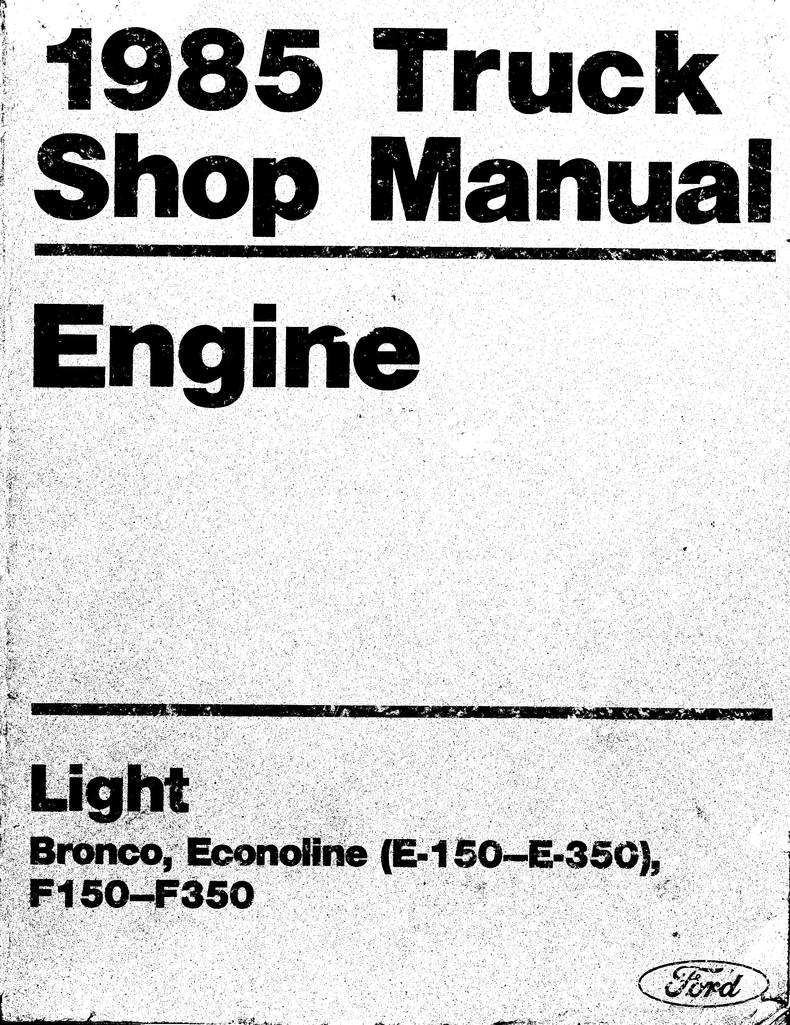 1985 Truck
Shop Manual
Engine
Light
Bronco, Econoline (E-150–E-350),
F150–F350
Ford